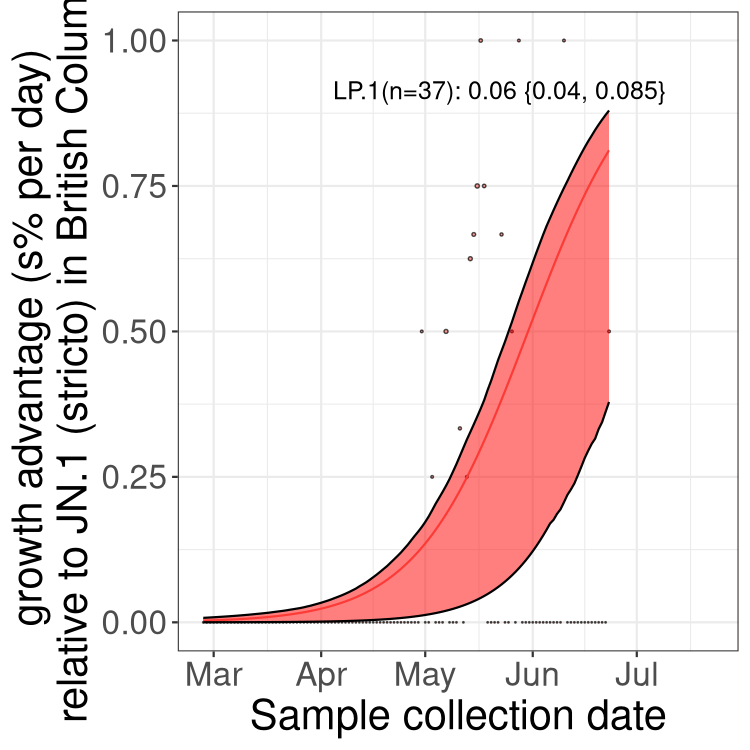 growth advantage (s% per day)
relative to JN.1 (stricto) in British Colum
1.00
0.75
0.50
0.25
0.00
LP.1(n=37): 0.06 {0.04, 0.085}
Mar Apr May Jun Jul
Sample collection date